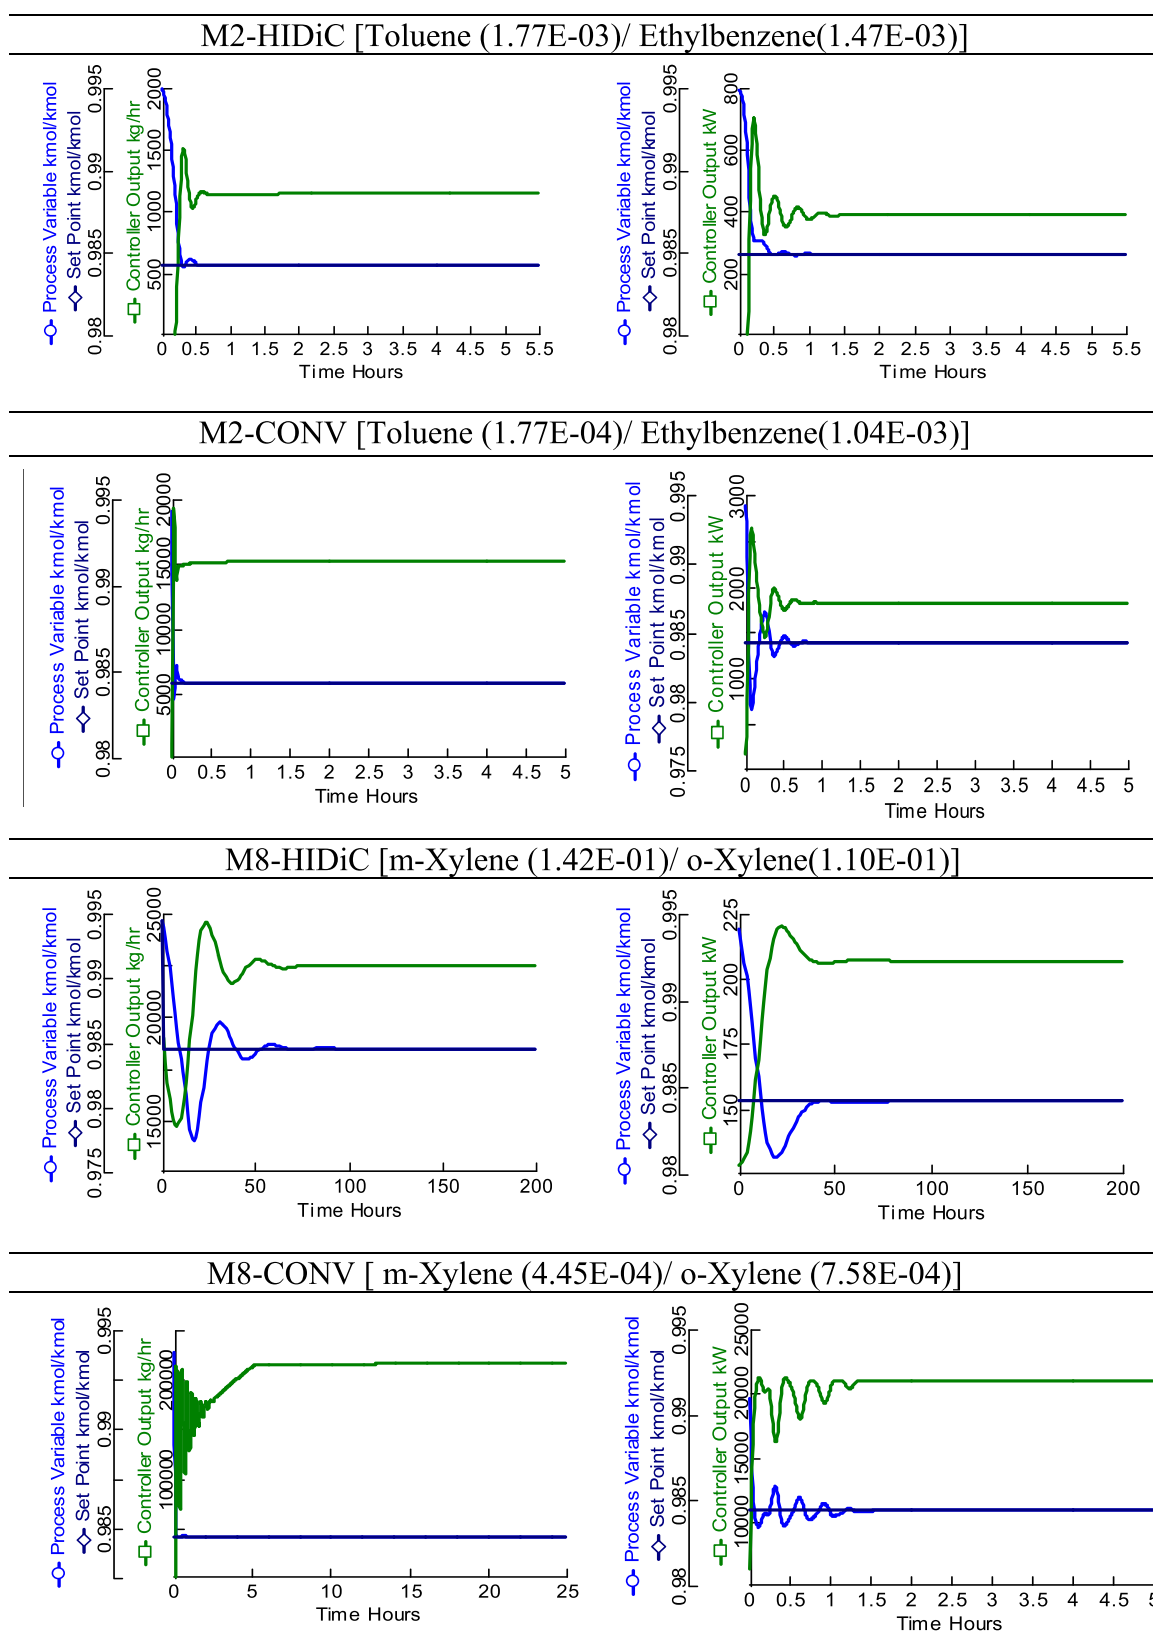 M2-HIDiC [Toluene (1.77E-03)/ Ethylbenzene(1.47E-03)]
Process Variable kmol/kmol
Set Point kmol/kmol
0.98 0.985 0.99 0.995
Controller Output kg/hr
500 1000 1500 2000
0 0.5 1 1.5 2 2.5 3 3.5 4 4.5 5 5.5
Time Hours
Process Variable kmol/kmol
Set Point kmol/kmol
0.98 0.985 0.99 0.995
Controller Output kW
200 400 600 800
0 0.5 1 1.5 2 2.5 3 3.5 4 4.5 5 5.5
Time Hours
M2-CONV [Toluene (1.77E-04)/ Ethylbenzene(1.04E-03)]
Process Variable kmol/kmol
Set Point kmol/kmol
0.98 0.985 0.99 0.995
Controller Output kg/hr
5000 10000 15000 20000
0 0.5 1 1.5 2 2.5 3 3.5 4 4.5 5
Time Hours
Process Variable kmol/kmol
Set Point kmol/kmol
0.975 0.98 0.985 0.99 0.995
Controller Output kW
1000 2000 3000
0 0.5 1 1.5 2 2.5 3 3.5 4 4.5 5
Time Hours
M8-HIDiC [m-Xylene (1.42E-01)/ o-Xylene(1.10E-01)]
Process Variable kmol/kmol
Set Point kmol/kmol
0.975 0.98 0.985 0.99 0.995
Controller Output kg/hr
15000 20000 25000
0 50 100 150 200
Time Hours
Process Variable kmol/kmol
Set Point kmol/kmol
0.98 0.985 0.99 0.995
Controller Output kW
150 175 200 225
0 50 100 150 200
Time Hours
M8-CONV [ m-Xylene (4.45E-04)/ o-Xylene (7.58E-04)]
Process Variable kmol/kmol
Set Point kmol/kmol
0.985 0.99 0.995
Controller Output kg/hr
100000 200000
0 5 10 15 20 25
Time Hours
Process Variable kmol/kmol
Set Point kmol/kmol
0.98 0.985 0.99 0.995
Controller Output kW
10000 15000 20000 25000
0 0.5 1 1.5 2 2.5 3 3.5 4 4.5 5
Time Hours